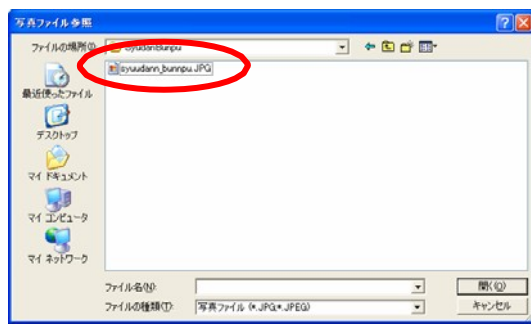 写真ファイル参照
ファイルの場所(I):
SyudanBunpu
syuudann_bunnpu.JPG
最近使ったファイル
デスクトップ
マイ ドキュメント
マイ コンピュータ
マイ ネットワーク
ファイル名(N):
開く(O)
ファイルの種類(T):
写真ファイル (*.JPG;*.JPEG)
キャンセル